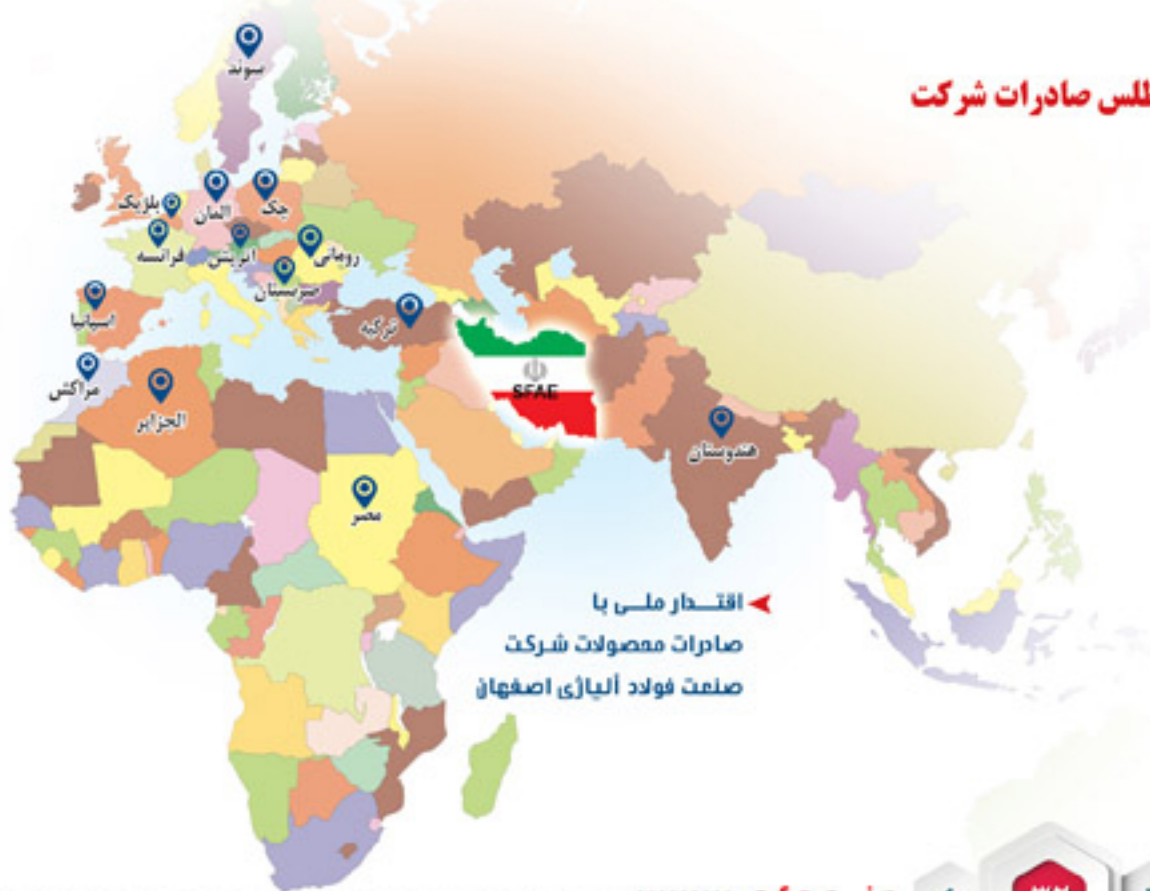 طلس صادرات شرکت
سوئد
بلژیک
آلمان
چک
فرانسه
اتریش
رومانی
صربستان
اسپانیا
ترکیه
مراکش
الجزایر
SFAE
هندوستان
مصر
اقتـــدار ملـــی با
صادرات محصولات شرکت
صنعت فولاد آلیاژی اصفهان